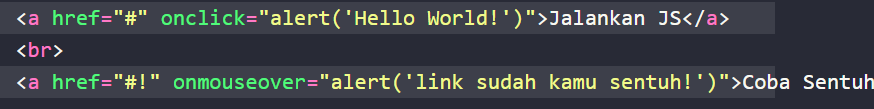 <a href="#" onclick="alert('Hello World!')">Jalankan JS</a>
<br>
<a href="#!" onmouseover="alert('link sudah kamu sentuh!')">Coba Sentuh